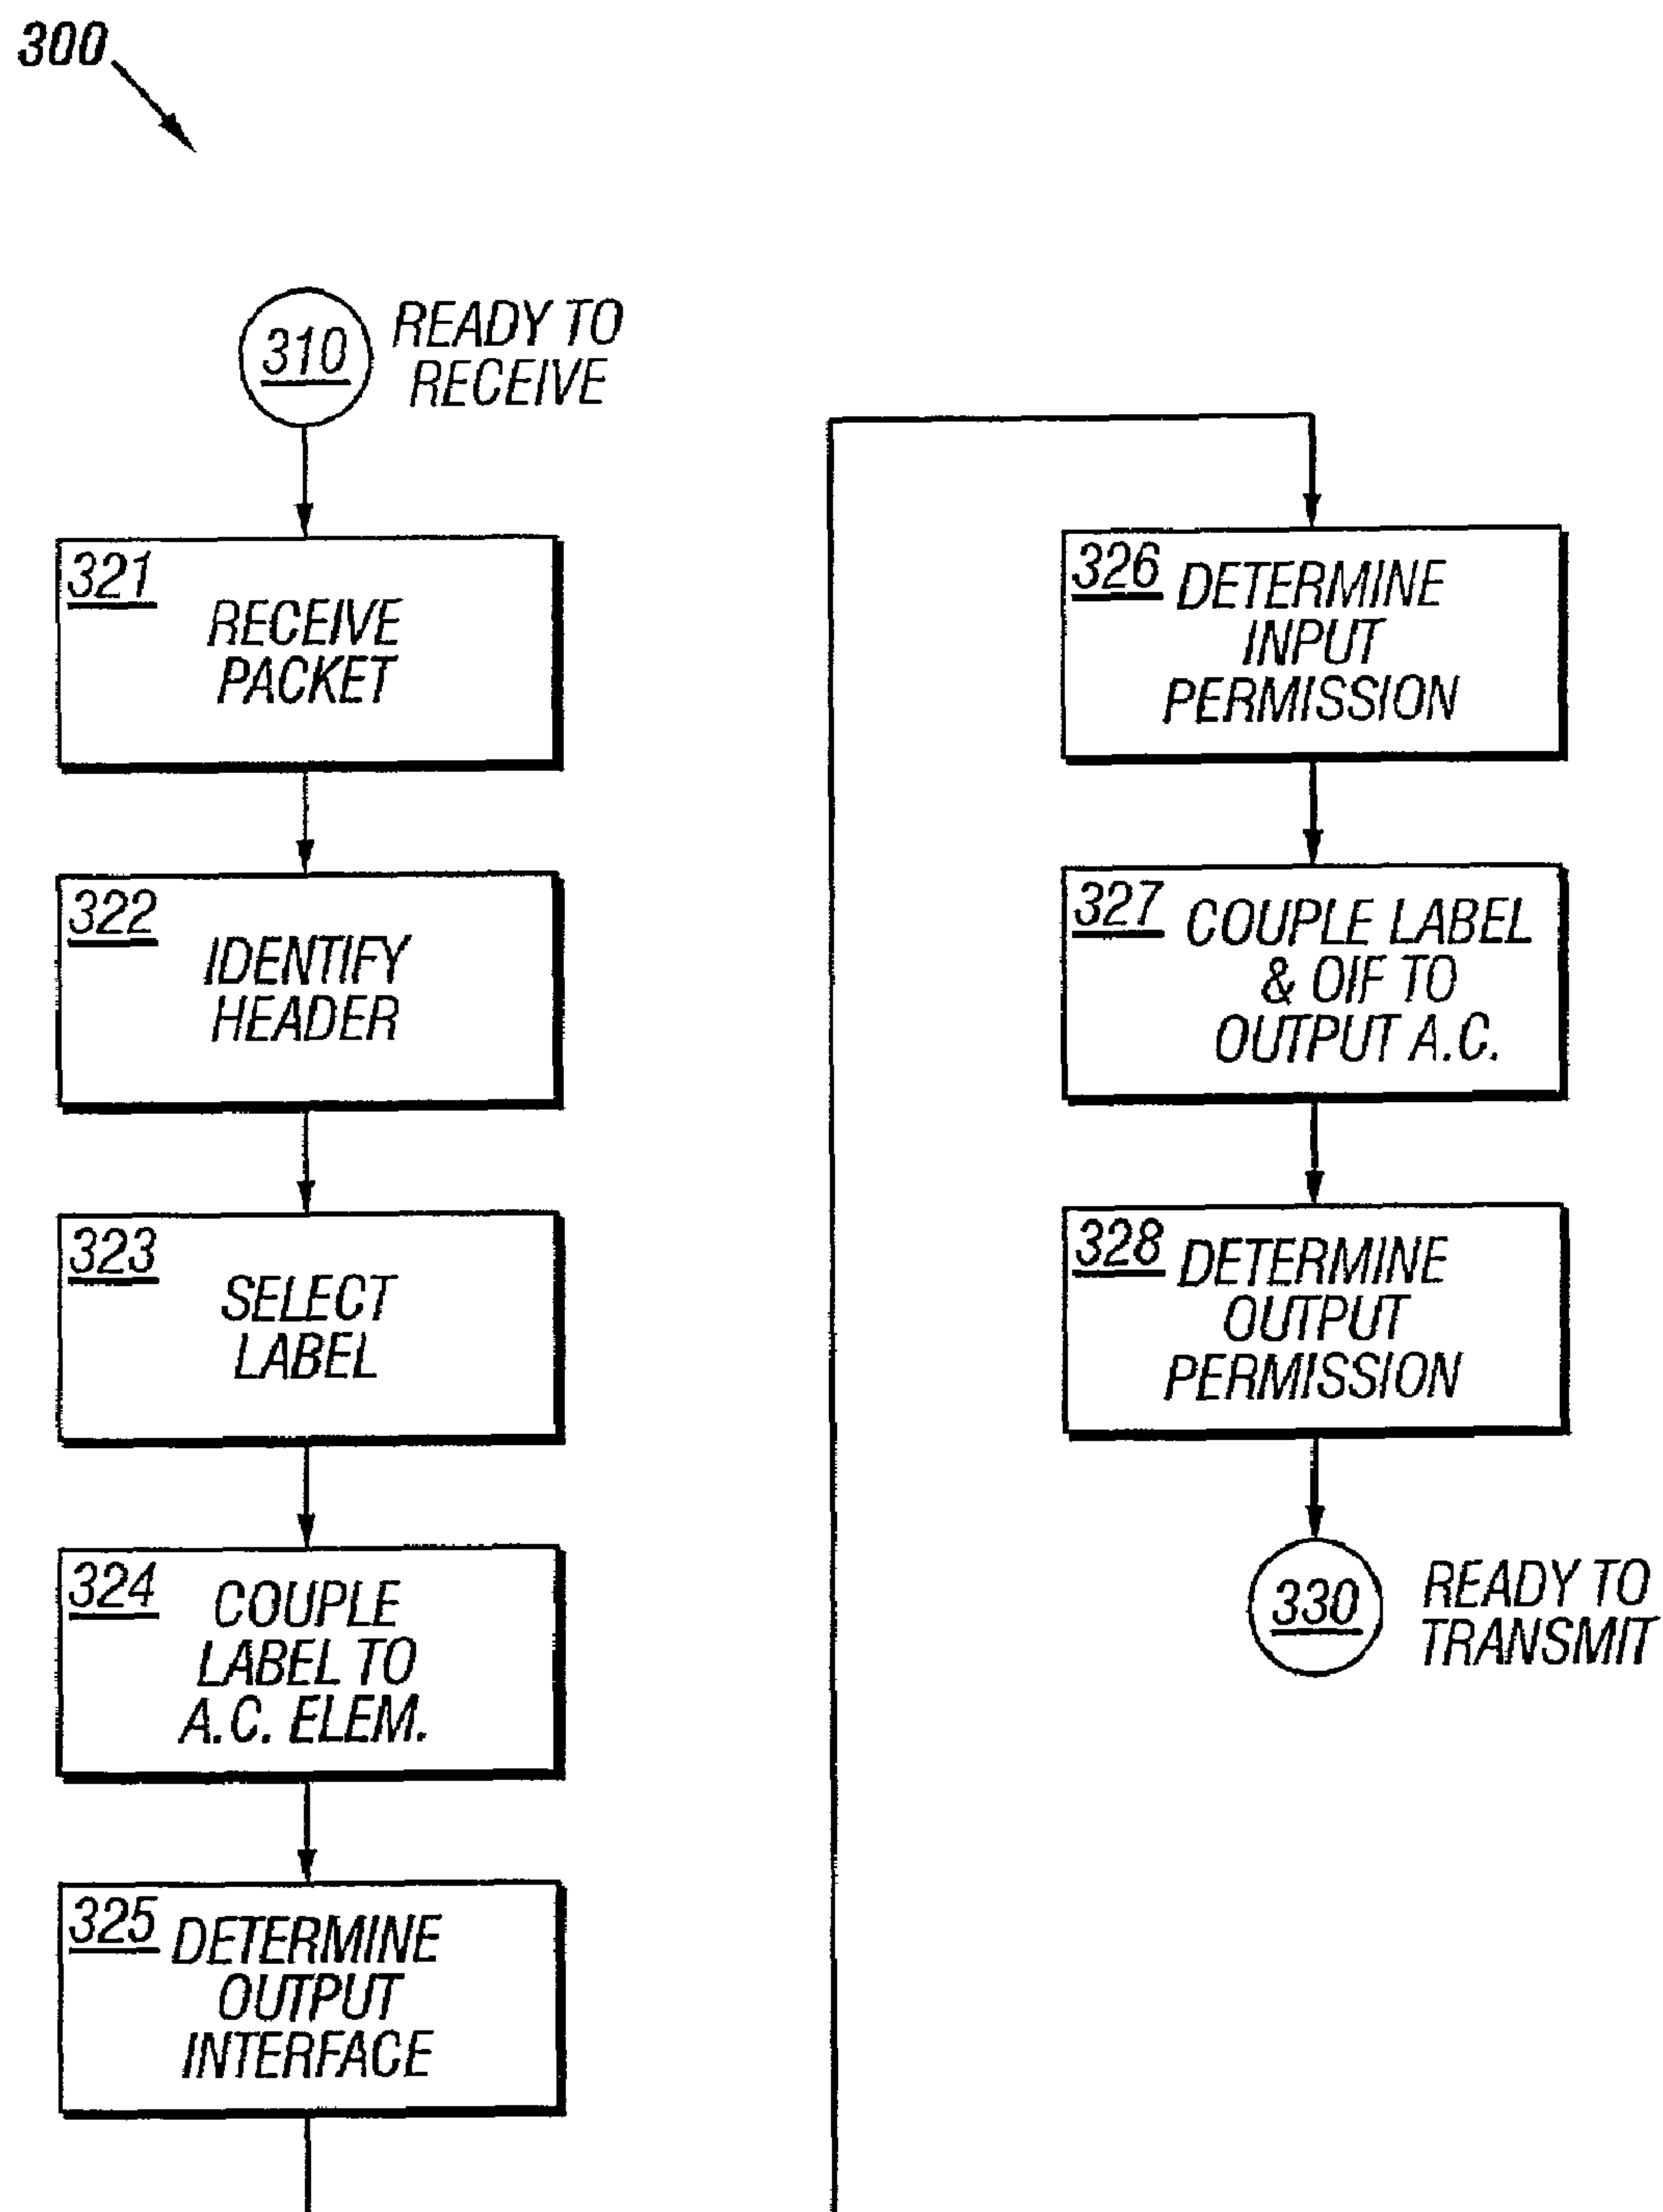 300
310
READY TO
RECEIVE
321
RECEIVE
PACKET
322
IDENTIFY
HEADER
323
SELECT
LABEL
324
COUPLE
LABEL TO
A.C. ELEM.
325
DETERMINE
OUTPUT
INTERFACE
326
DETERMINE
INPUT
PERMISSION
327
COUPLE LABEL
& OIF TO
OUTPUT A.C.
328
DETERMINE
OUTPUT
PERMISSION
330
READY TO
TRANSMIT